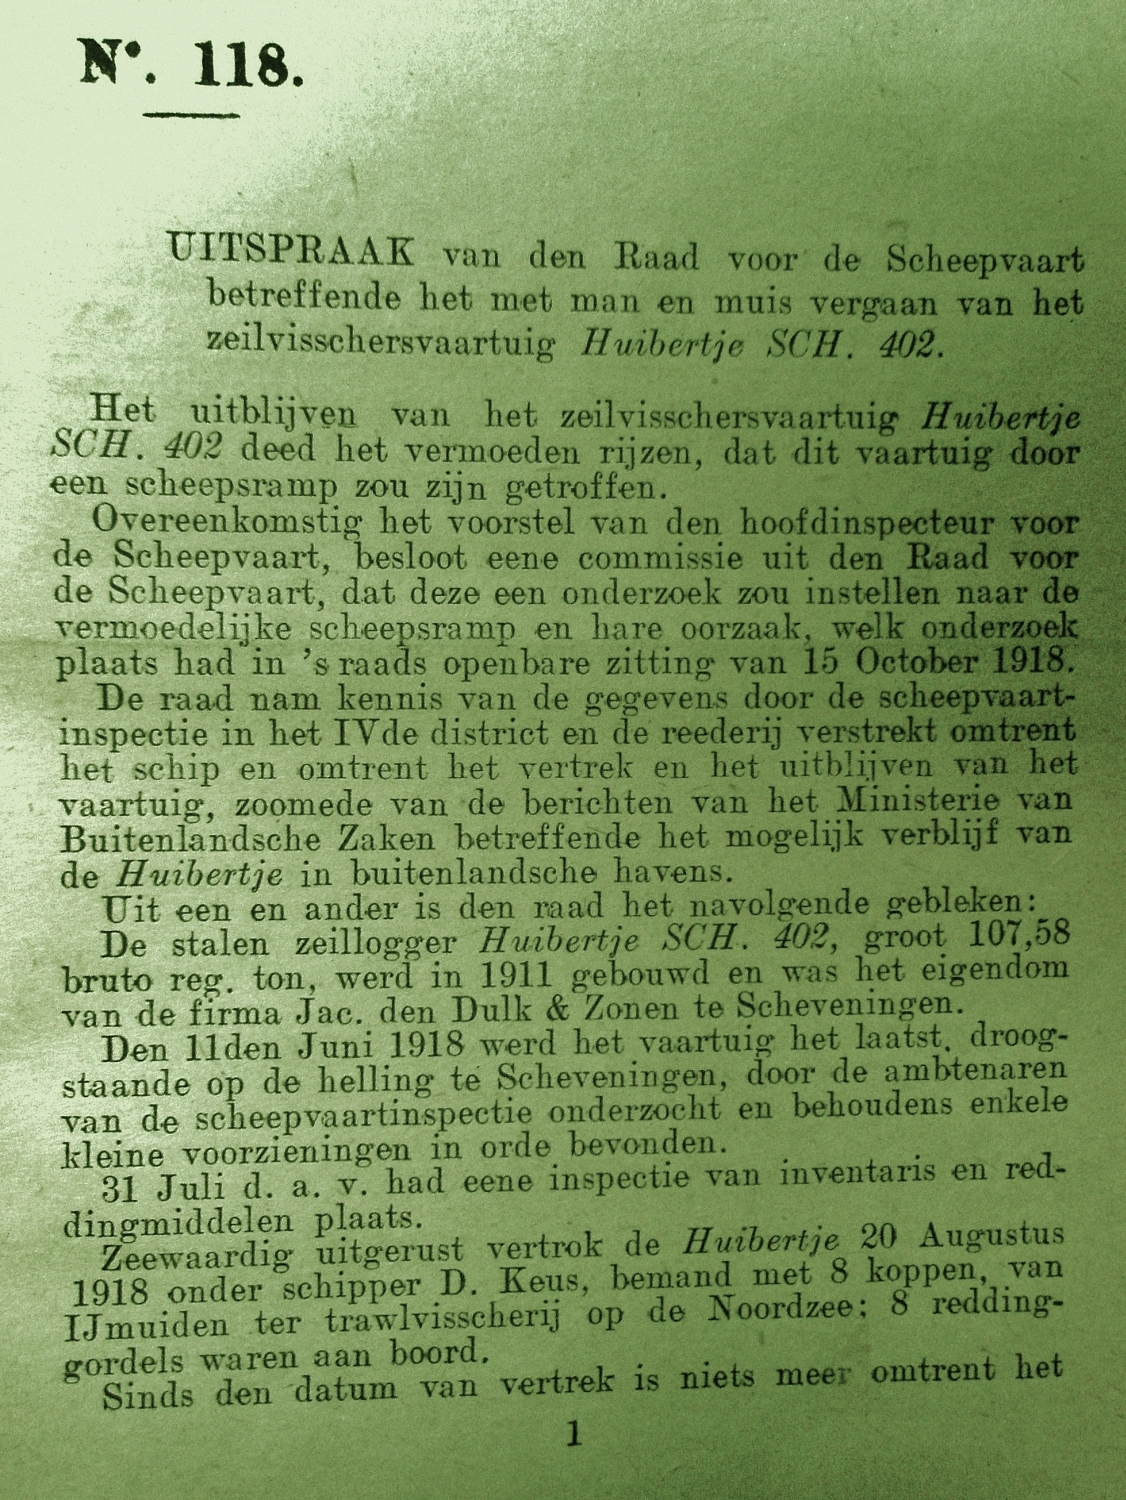 Nº. 118.
UITSPRAAK van den Raad voor de Scheepvaart
betreffende het met man en muis vergaan van het
zeilvisschersvaartuig Huibertje SCH. 402.
Het uitblijven van het zeilvisschersvaartuig Huibertje
SCH. 402 deed het vermoeden rijzen, dat dit vaartuig door
een scheepsramp zou zijn getroffen.
Overeenkomstig het voorstel van den hoofdinspecteur voor
de Scheepvaart, besloot eene commissie uit den Raad voor
de Scheepvaart, dat deze een onderzoek zou instellen naar de
vermoedelijke scheepsramp en hare oorzaak, welk onderzoek
plaats had in 's raads openbare zitting van 15 October 1918.
De raad nam kennis van de gegevens door de scheepvaart-
inspectie in het IVde district en de reederij verstrekt omtrent
het schip en omtrent het vertrek en het uitblijven van het
vaartuig, zoomede van de berichten van het Ministerie van
Buitenlandsche Zaken betreffende het mogelijk verblijf van
de Huibertje in buitenlandsche havens.
Uit een en ander is den raad het navolgende gebleken:
De stalen zeillogger Huibertje SCH. 402, groot 107,58
bruto reg. ton, werd in 1911 gebouwd en was het eigendom
van de firma Jac. den Dulk & Zonen te Scheveningen.
Den 11den Juni 1918 werd het vaartuig het laatst, droog-
staande op de helling te Scheveningen, door de ambtenaren
van de scheepvaartinspectie onderzocht en behoudens enkele
kleine voorzieningen in orde bevonden.
31 Juli d. a. v. had eene inspectie van inventaris en red-
dingmiddelen plaats.
Zeewaardig uitgerust vertrok de Huibertje 20 Augustus
1918 onder schipper D. Keus, bemand met 8 koppen, van
IJmuiden ter trawlvisscherij op de Noordzee; 8 redding-
gordels waren aan boord.
Sinds den datum van vertrek is niets meer omtrent het
1